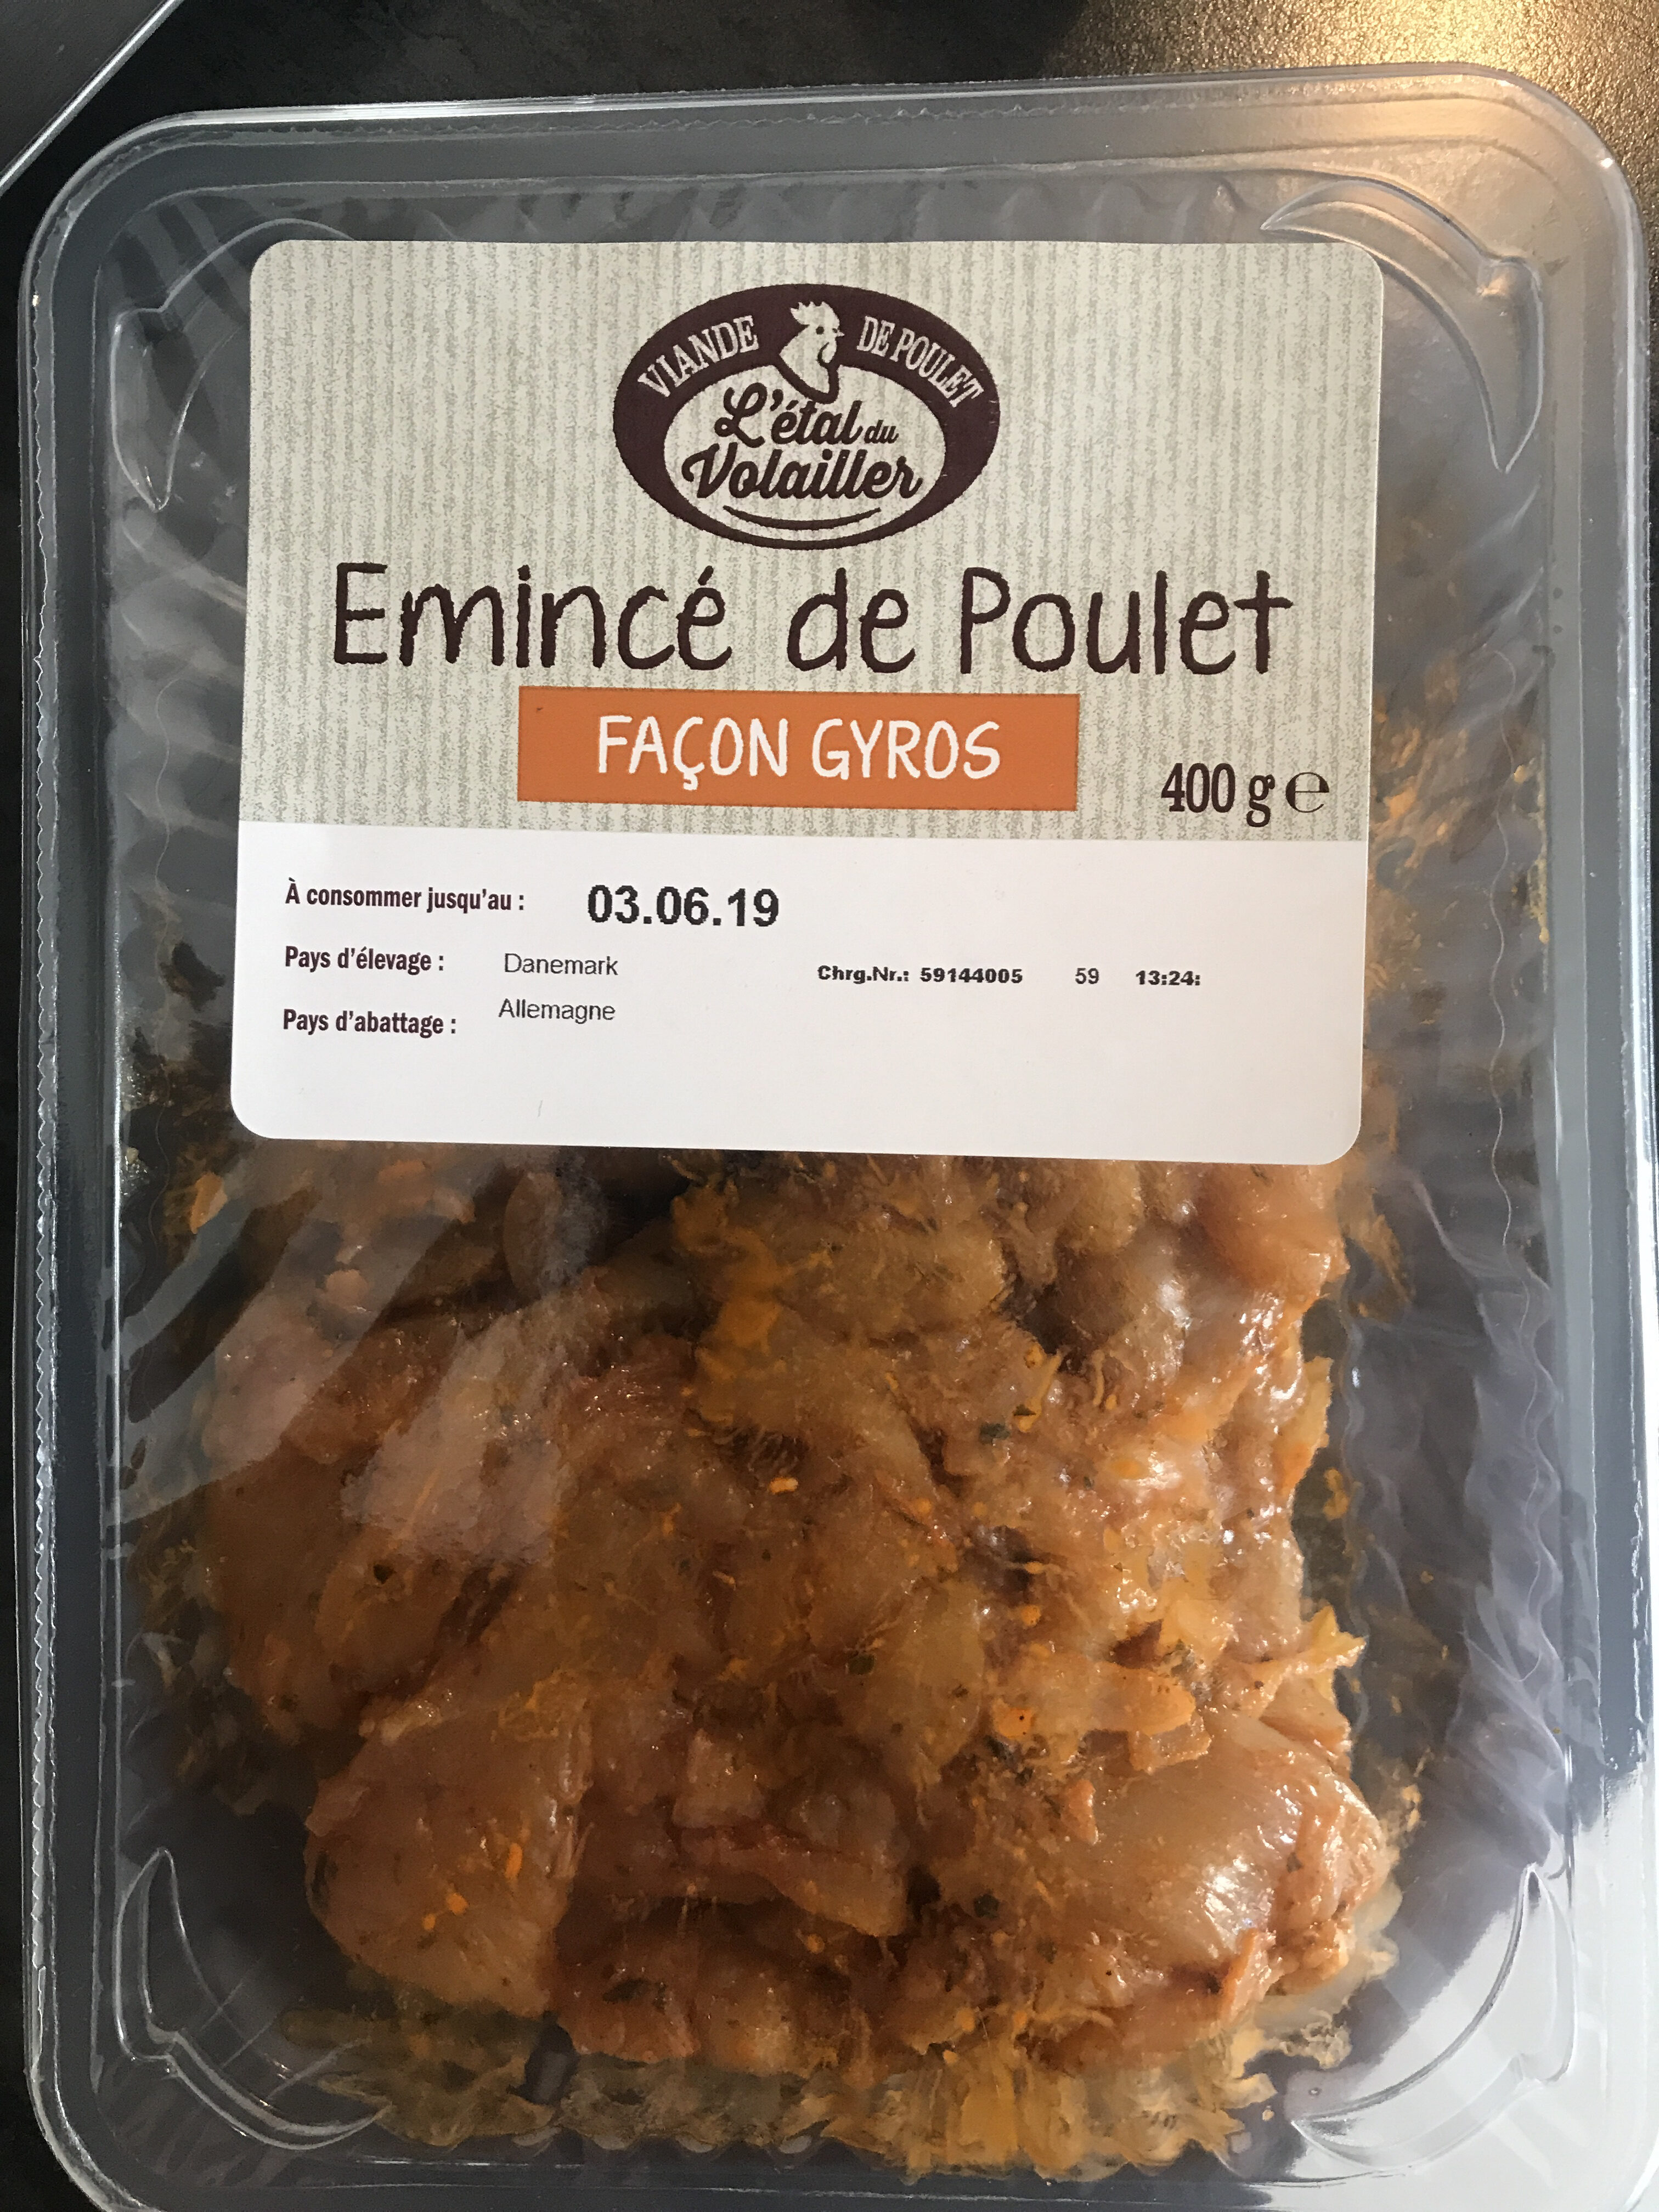 VIANDE DE POULET
L'étal du
Volailler
Emincé de Poulet
FAÇON GYROS
400 g ℮
À consommer jusqu'au : 03.06.19
Pays d'élevage : Danemark Chrg.Nr.: 59144005 59 13:24:
Pays d'abattage : Allemagne